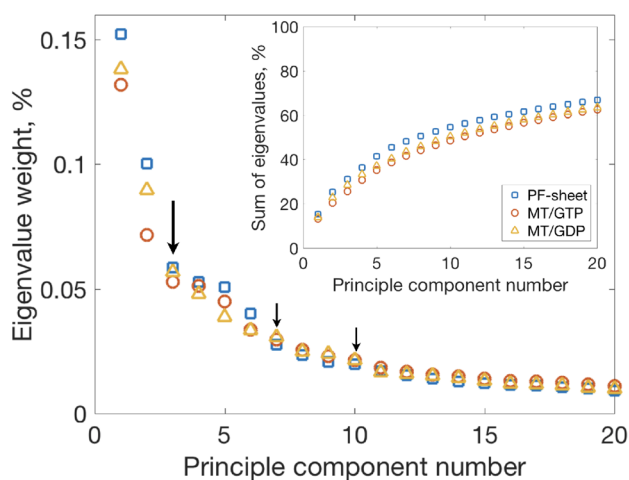 Eigenvalue weight, %
0.15
0.1
0.05
0
0
5
10
15
20
Principle component number
Sum of eigenvalues, %
100
80
60
40
20
0
0
5
10
15
20
Principle component number
PF-sheet
MT/GTP
MT/GDP